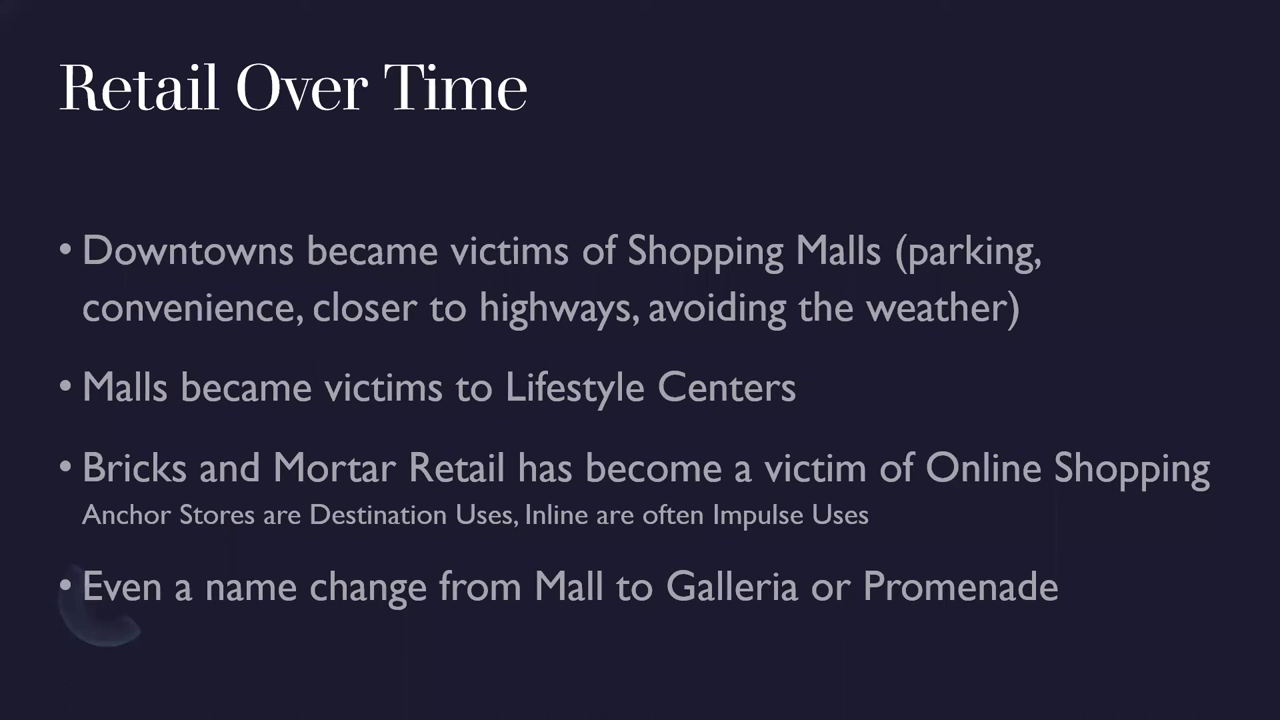 Retail Over Time
• Downtowns became victims of Shopping Malls (parking,
convenience, closer to highways, avoiding the weather)
• Malls became victims to Lifestyle Centers
• Bricks and Mortar Retail has become a victim of Online Shopping
Anchor Stores are Destination Uses, Inline are often Impulse Uses
• Even a name change from Mall to Galleria or Promenade